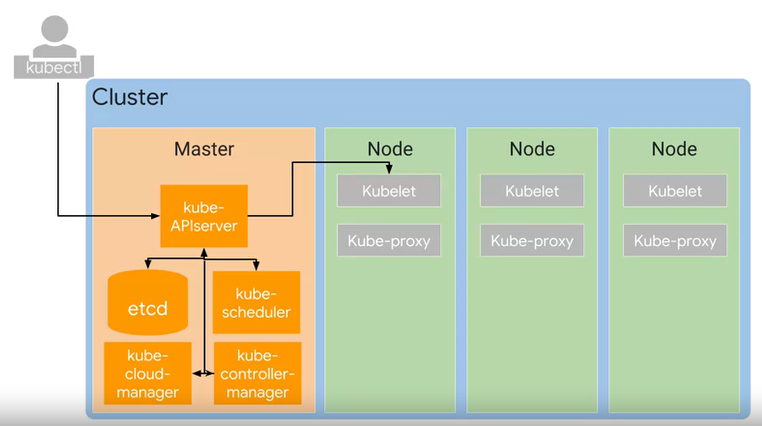 kubectl
Cluster
Master
kube-
APIserver
etcd
kube-
scheduler
kube-
cloud-
manager
kube-
controller-
manager
Node
Kubelet
Kube-proxy
Node
Kubelet
Kube-proxy
Node
Kubelet
Kube-proxy